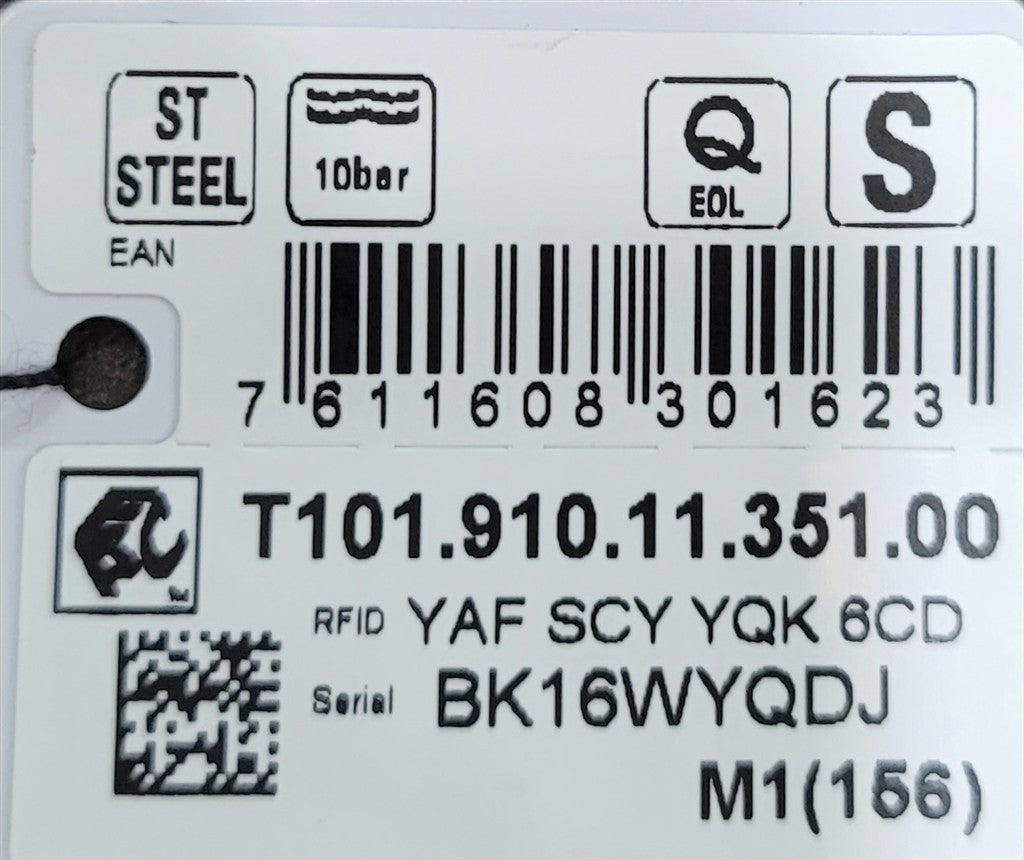 ST
STEEL
10bar
Q
EOL
S
EAN
7 611608 301623
T101.910.11.351.00
RFID YAF SCY YQK 6CD
Serial BK16WYQDJ
M1(156)